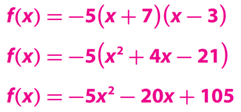 f(x) = −5(x + 7)(x − 3)
f(x) = −5(x² + 4x − 21)
f(x) = −5x² − 20x + 105